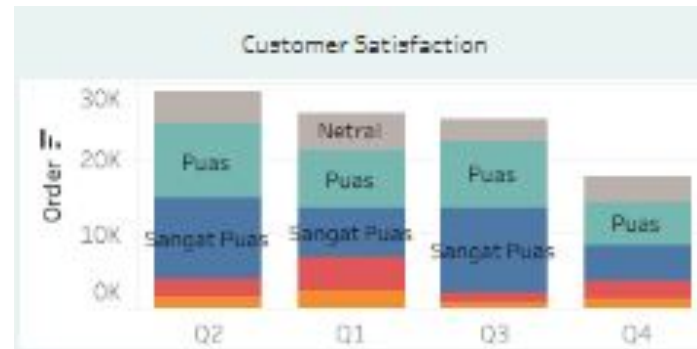 Customer Satisfaction
Order
30K
20K
10K
0K
Netral
Puas
Puas
Puas
Puas
Sangat Puas
Sangat Puas
Sangat Puas
Q2
Q1
Q3
Q4